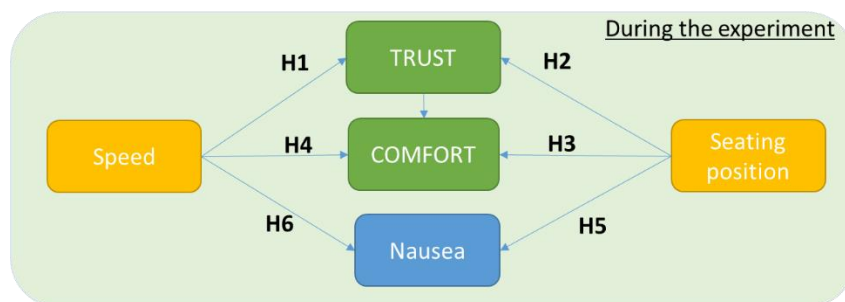 During the experiment
TRUST
H1
H2
Speed
H4
COMFORT
H3
Seating
position
H6
Nausea
H5